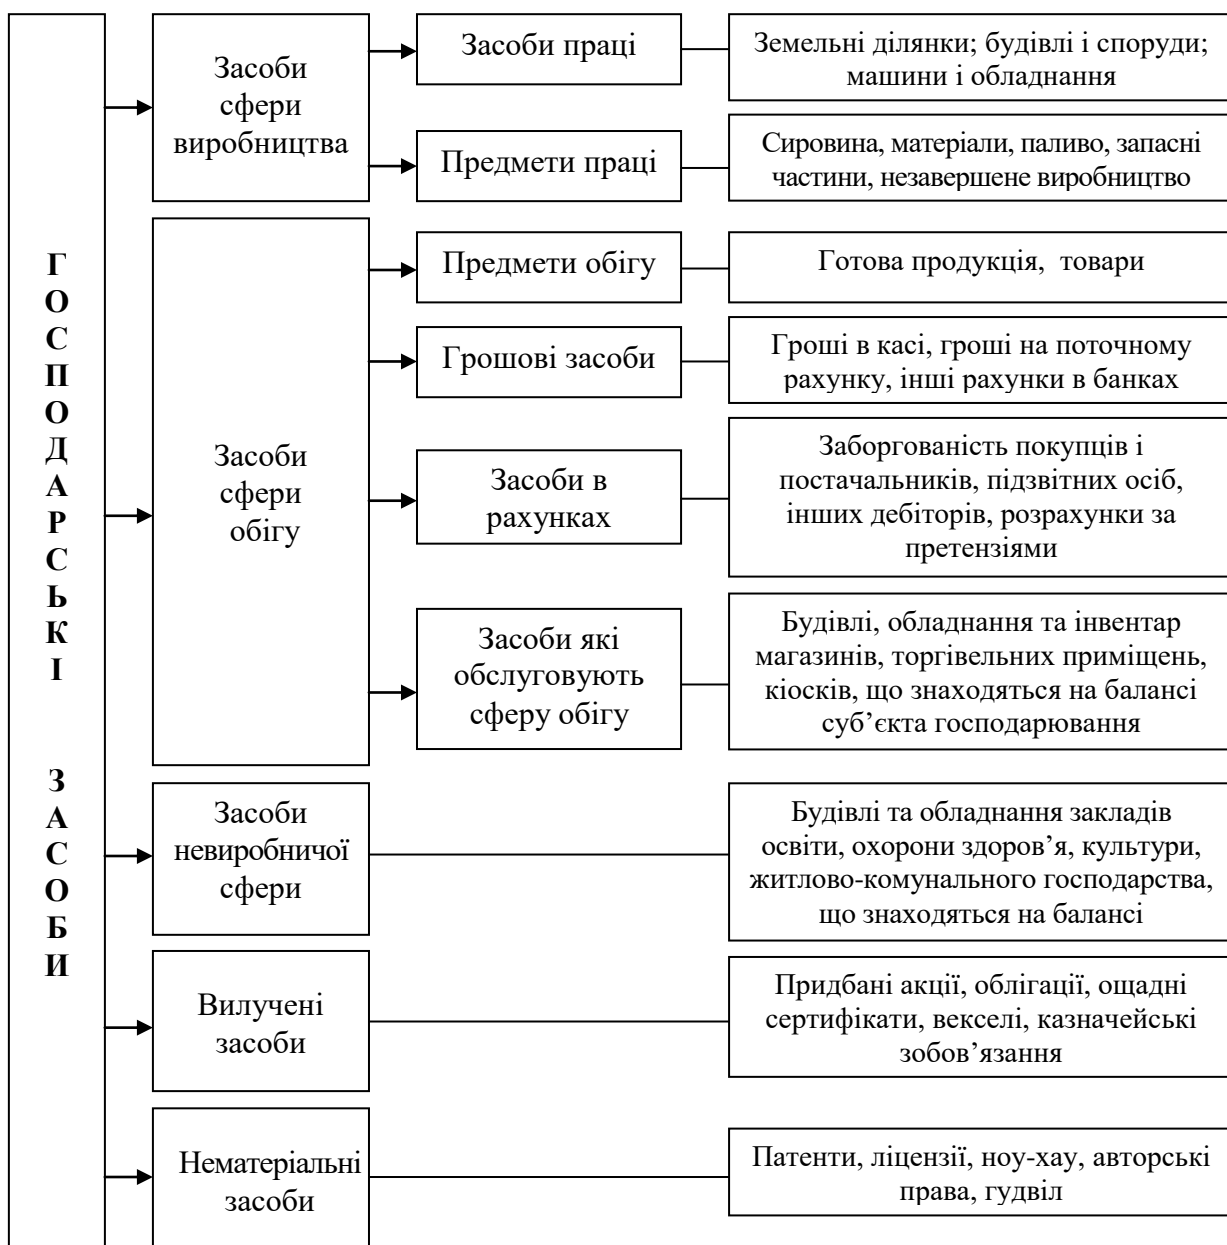 ГОСПОДАРСЬКІ ЗАСОБИ
Засоби
сфери
виробництва
Засоби праці
Земельні ділянки; будівлі і споруди;
машини і обладнання
Предмети праці
Сировина, матеріали, паливо, запасні
частини, незавершене виробництво
Засоби
сфери
обігу
Предмети обігу
Готова продукція, товари
Грошові засоби
Гроші в касі, гроші на поточному
рахунку, інші рахунки в банках
Засоби в
рахунках
Заборгованість покупців і
постачальників, підзвітних осіб,
інших дебіторів, розрахунки за
претензіями
Засоби які
обслуговують
сферу обігу
Будівлі, обладнання та інвентар
магазинів, торгівельних приміщень,
кіосків, що знаходяться на балансі
суб’єкта господарювання
Засоби
невиробничої
сфери
Будівлі та обладнання закладів
освіти, охорони здоров’я, культури,
житлово-комунального господарства,
що знаходяться на балансі
Вилучені
засоби
Придбані акції, облігації, ощадні
сертифікати, векселі, казначейські
зобов’язання
Нематеріальні
засоби
Патенти, ліцензії, ноу-хау, авторські
права, гудвіл